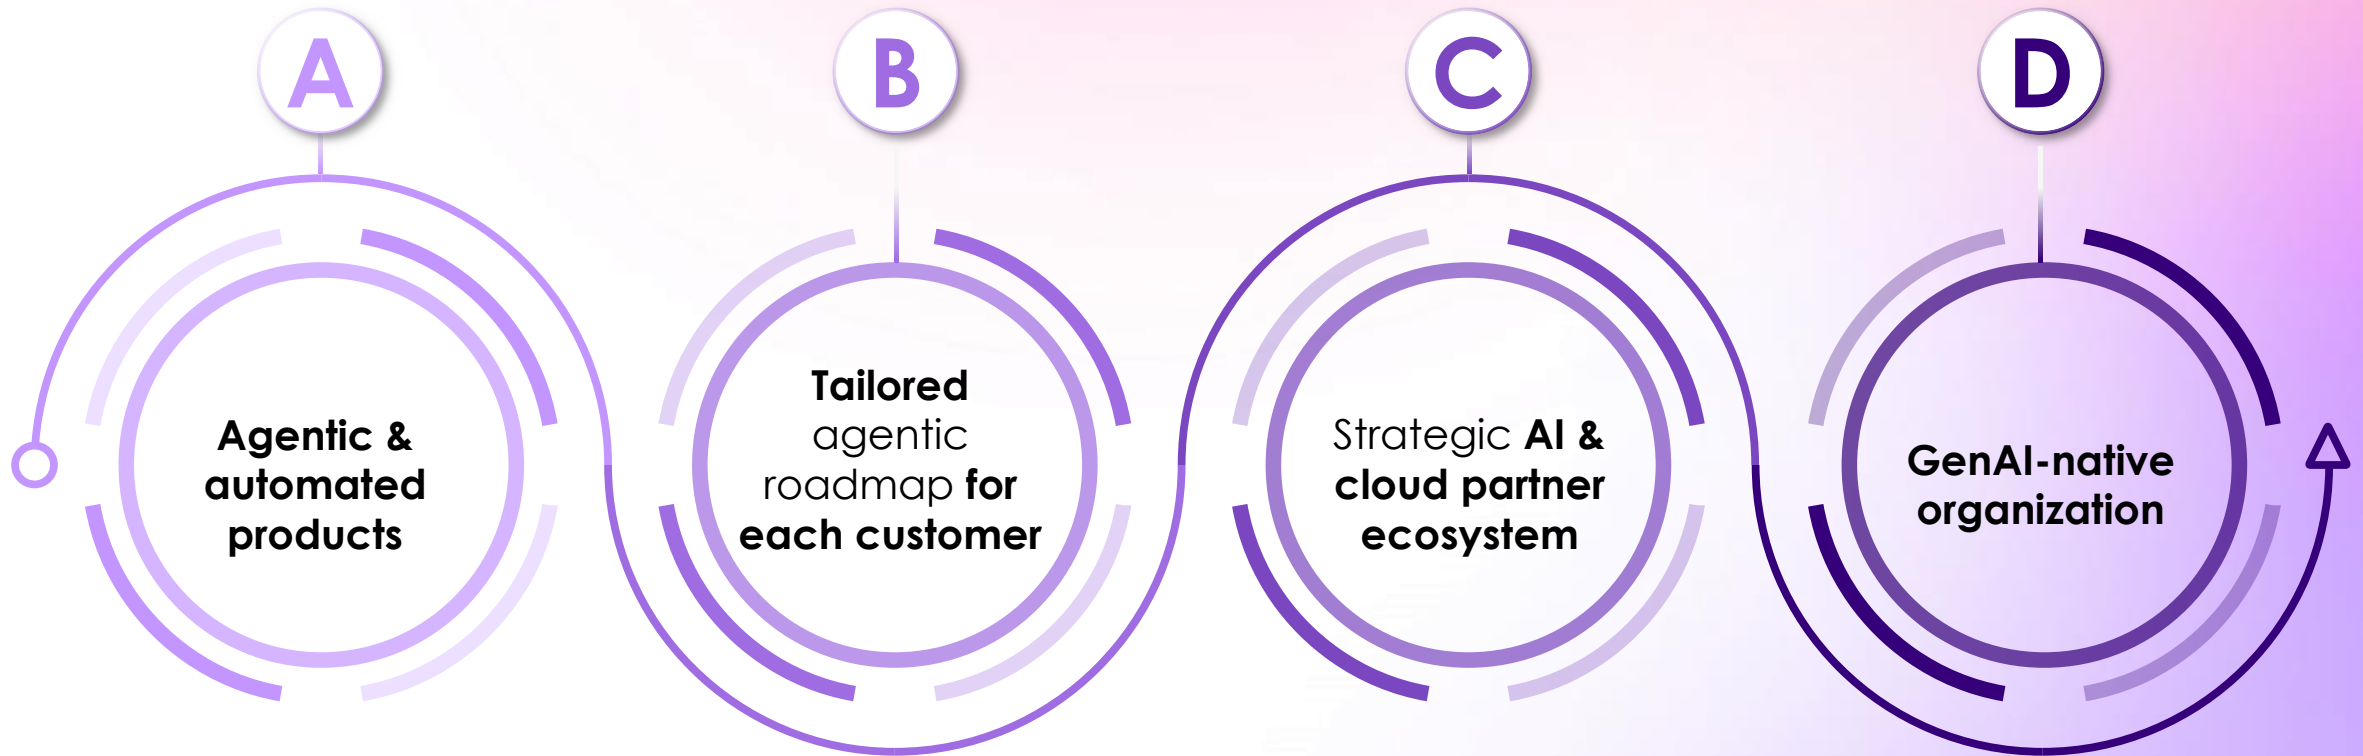 A
B
C
D
Agentic &
automated
products
Tailored
agentic
roadmap for
each customer
Strategic AI &
cloud partner
ecosystem
GenAI-native
organization